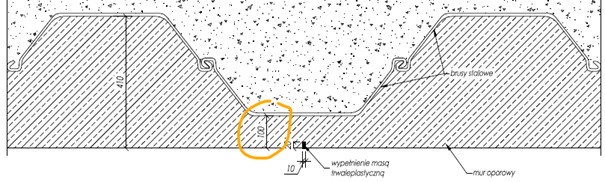 410
100
brusy stalowe
10
wypełnienie masą
trwaleplastyczną
mur oporowy